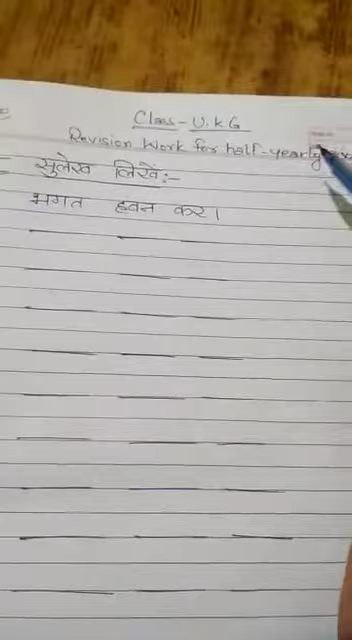 Class - U.K.G
Revision Work for half-yearly
सुलेख लिखें :-
भगत हवन कर।